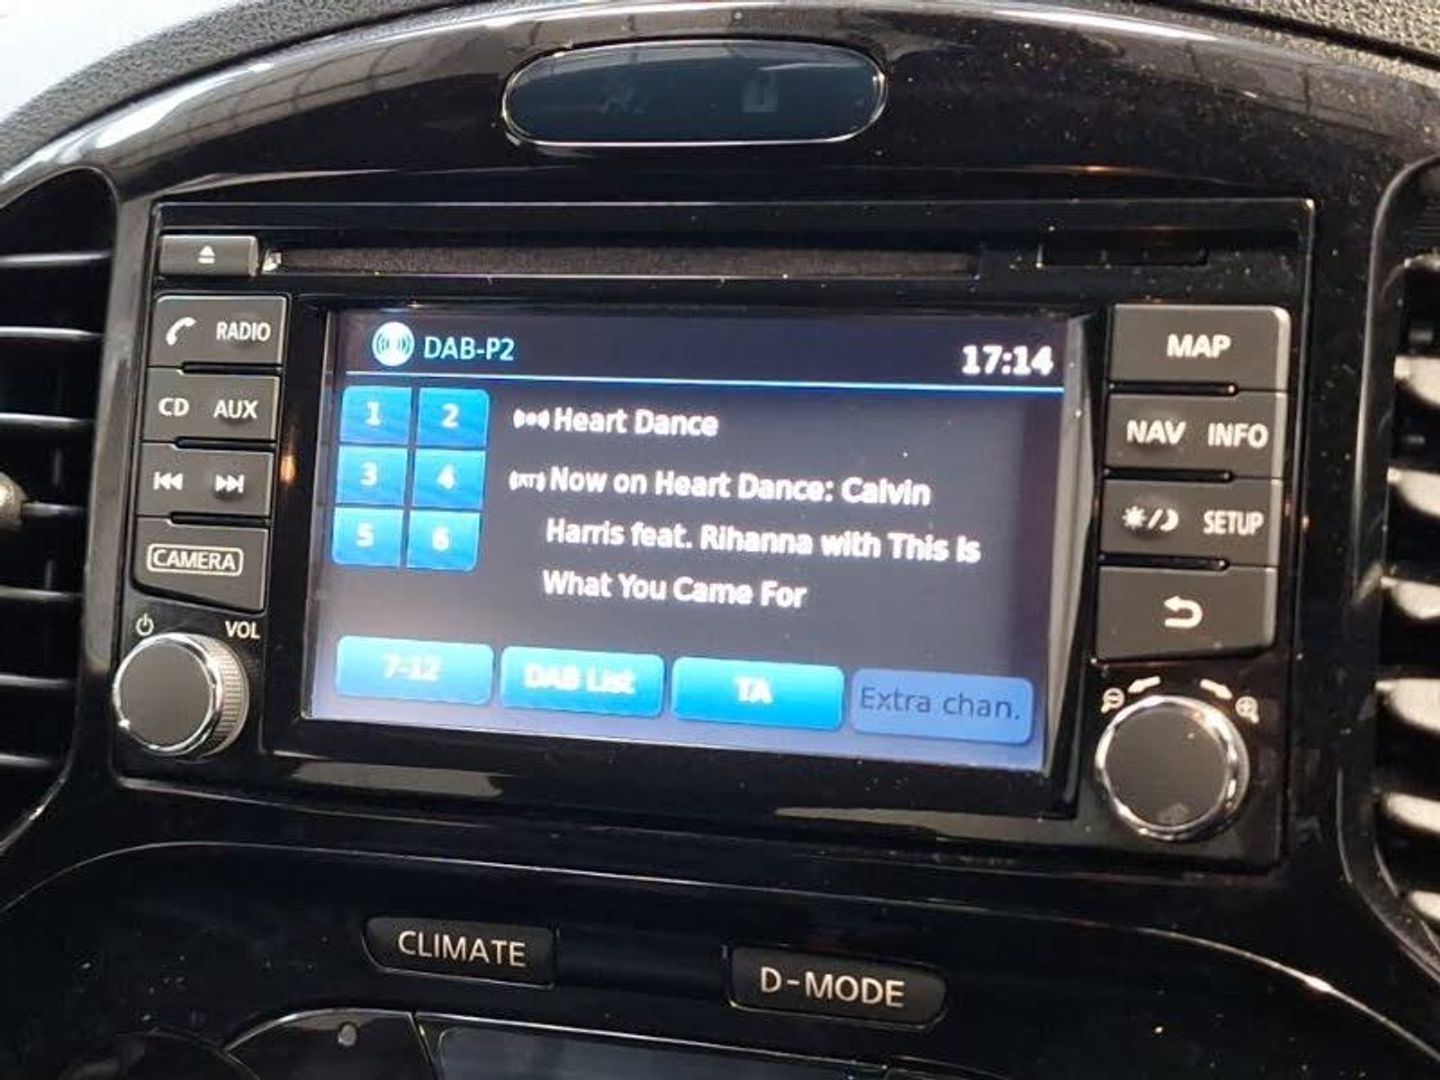 RADIO
CD AUX
CAMERA
VOL
DAB-P2
17:14
1 2
3 4
5 6
Heart Dance
Now on Heart Dance: Calvin
Harris feat. Rihanna with This Is
What You Came For
7-12 DAB List TA Extra chan.
MAP
NAV INFO
SETUP
CLIMATE
D-MODE